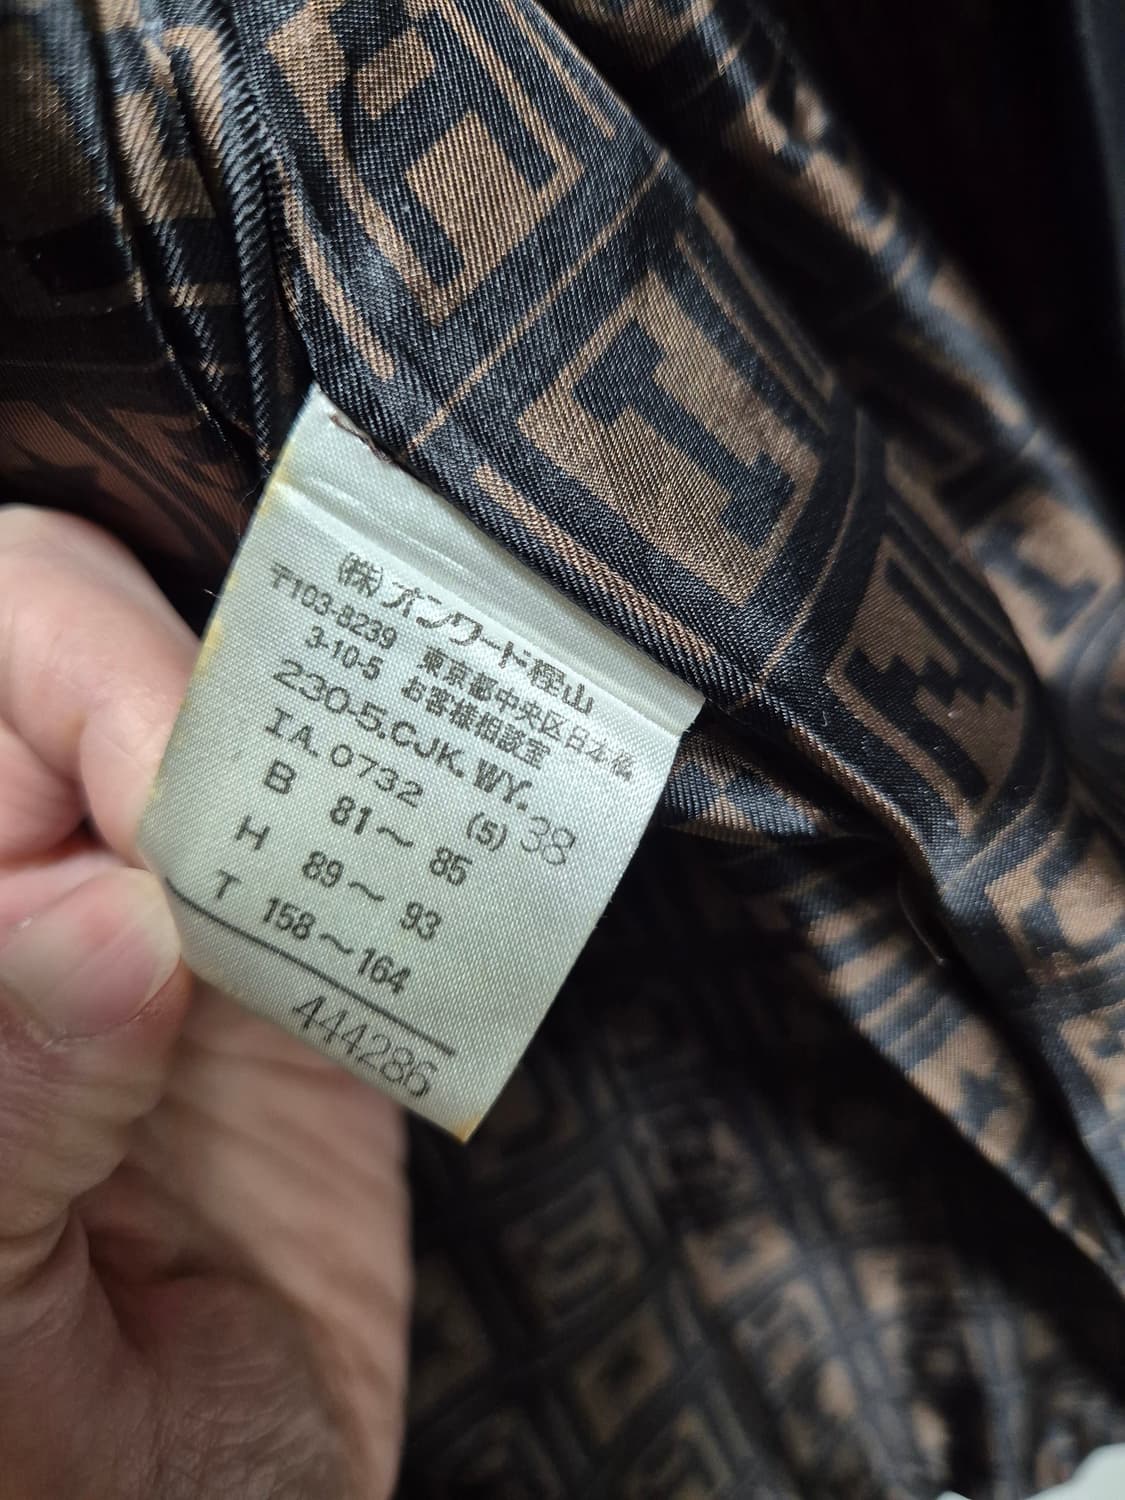 ㈱オンワード樫山
〒103-8239 東京都中央区日本橋
3-10-5 お客様相談室
230-5.CJK.WY.38
IA.0732 (5)
B 81～85
H 89～93
T 158～164
444286